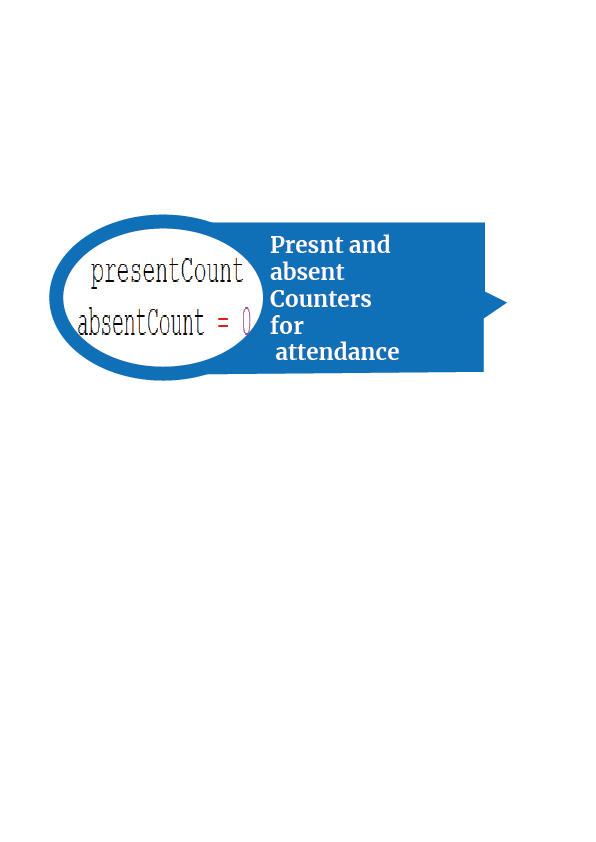 presentCount
absentCount = 0
Presnt and
absent
Counters
for
attendance